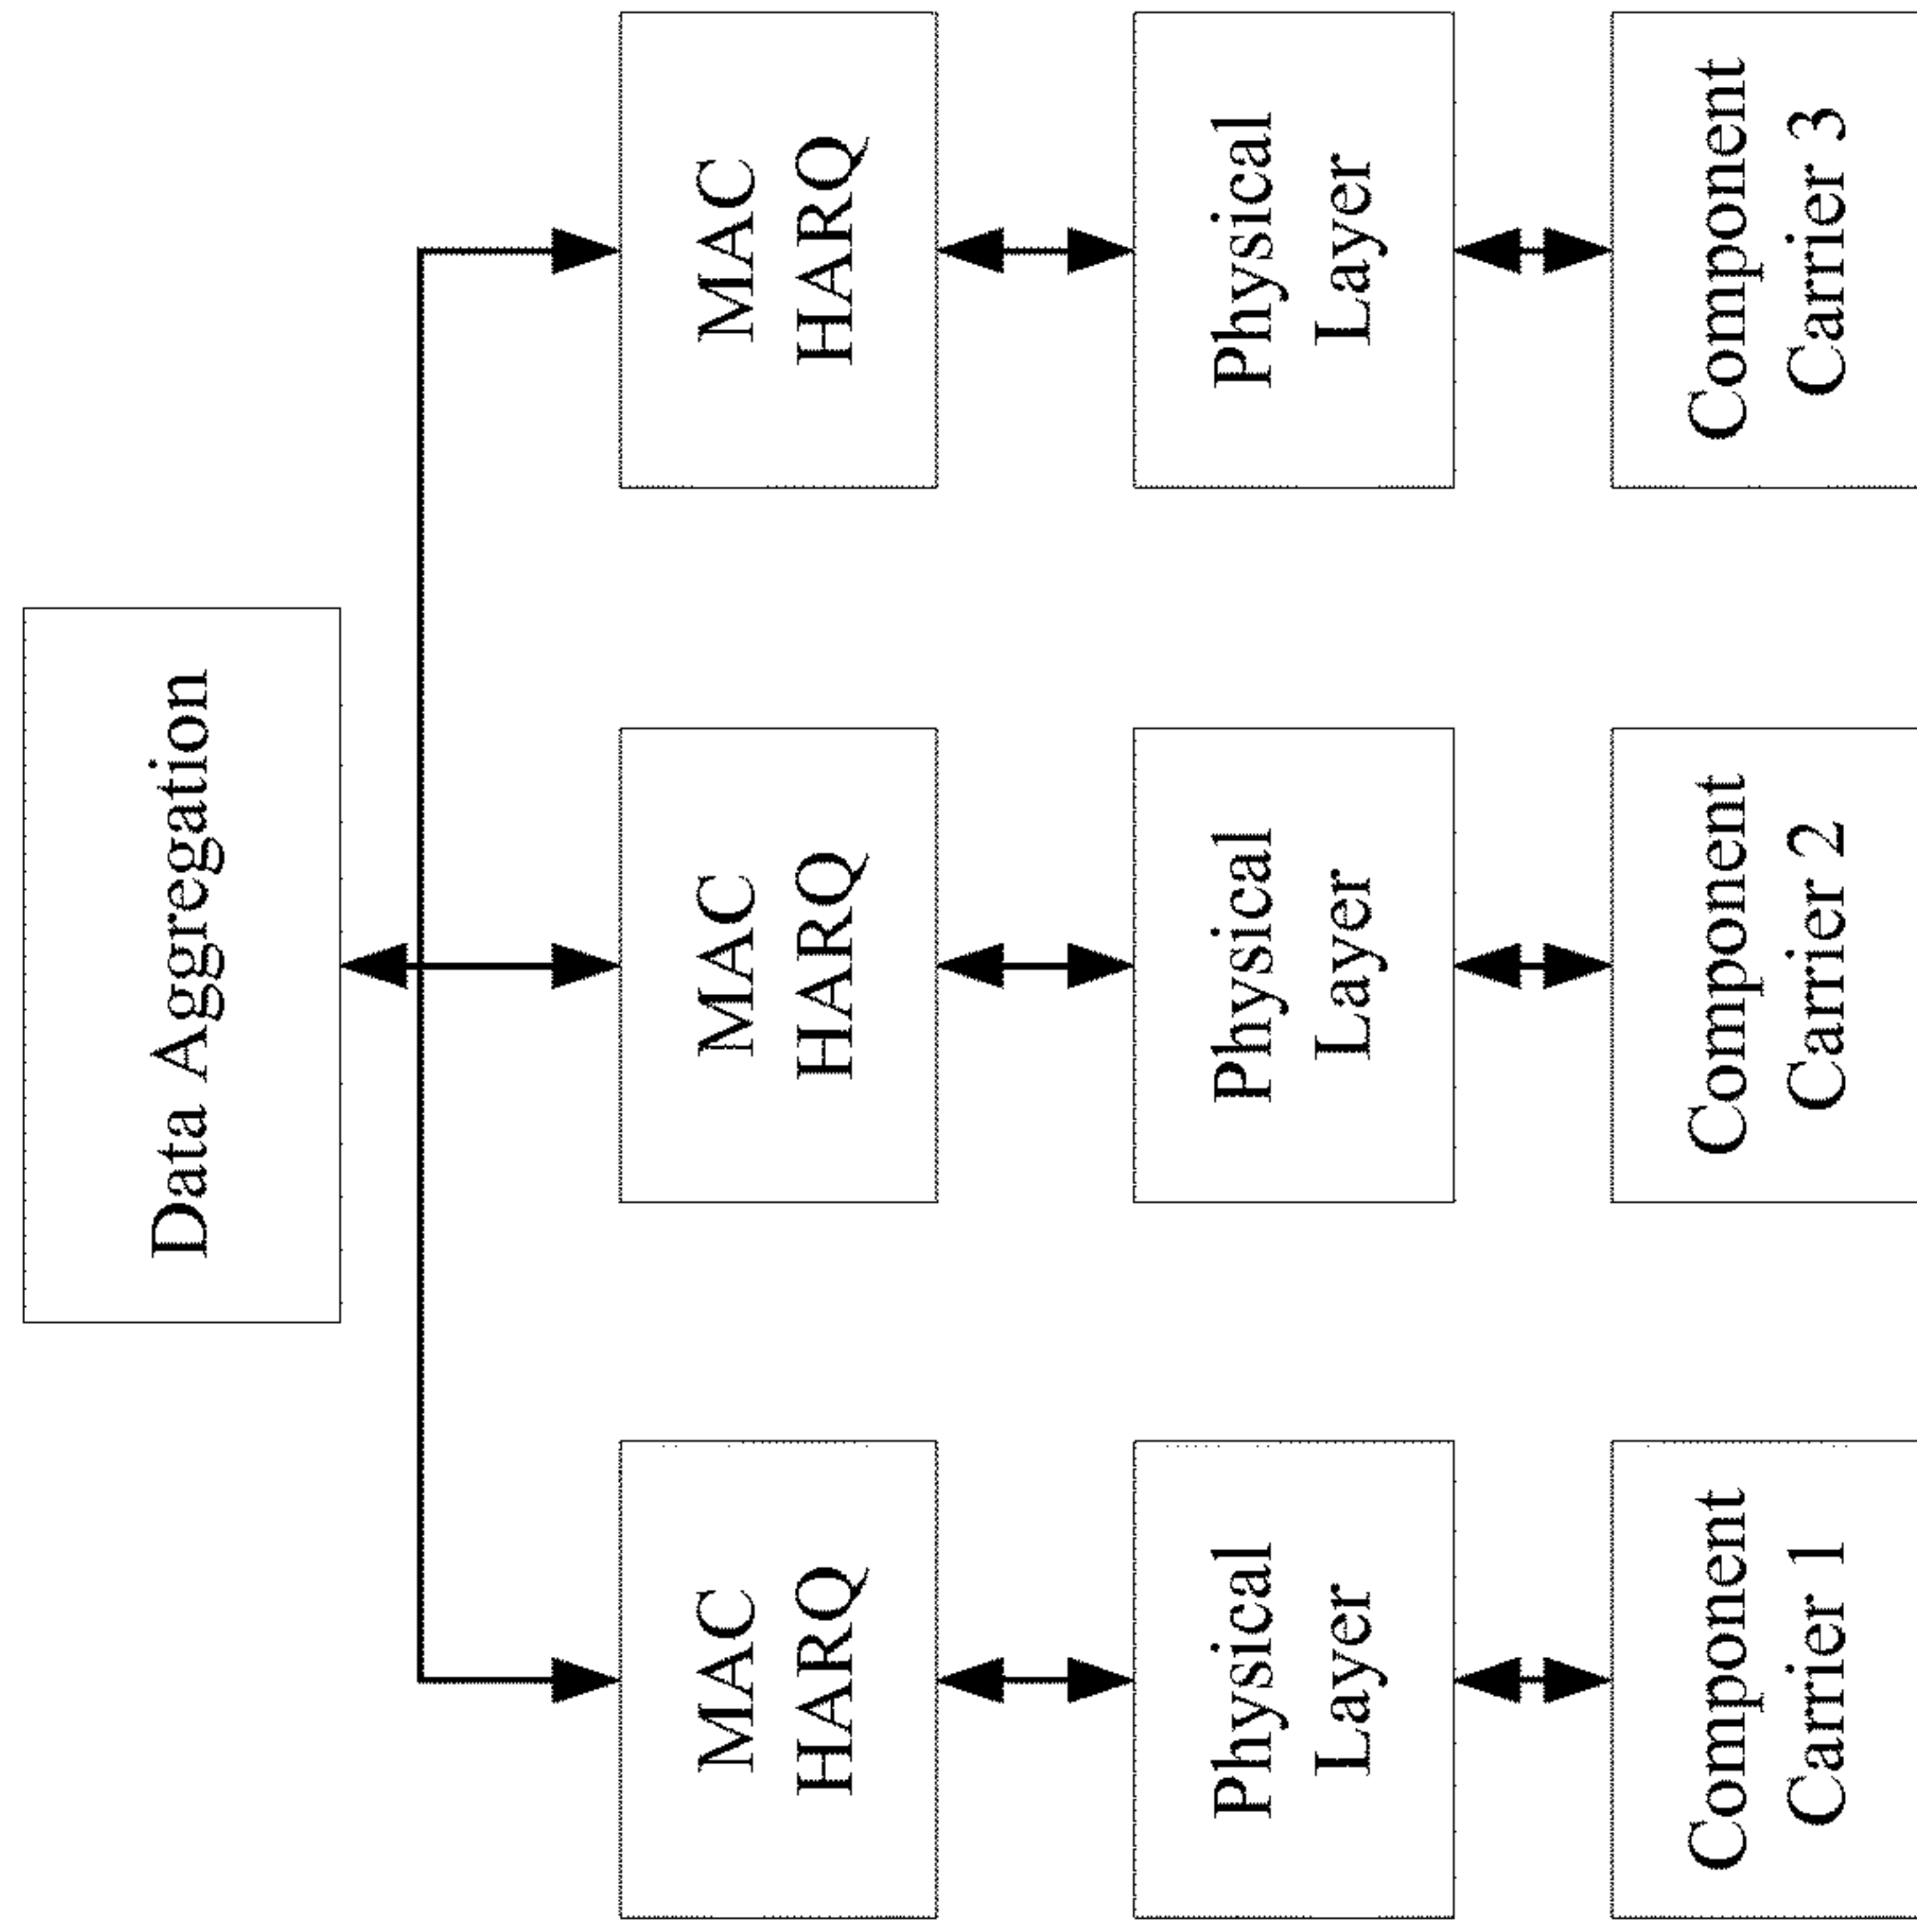 Data Aggregation
MAC
HARQ
MAC
HARQ
MAC
HARQ
Physical
Layer
Physical
Layer
Physical
Layer
Component
Carrier 1
Component
Carrier 2
Component
Carrier 3